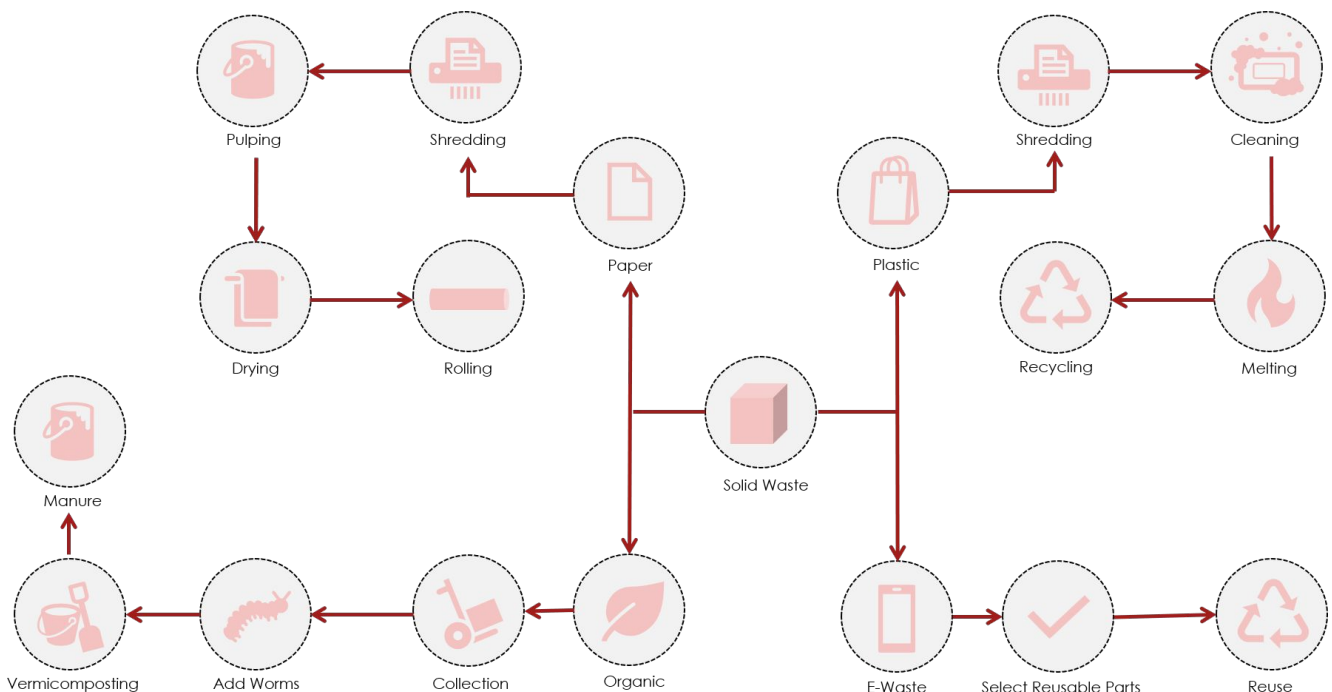 Pulping
Shredding
Shredding
Cleaning
Paper
Plastic
Drying
Rolling
Recycling
Melting
Solid Waste
Manure
Vermicomposting
Add Worms
Collection
Organic
E-Waste
Select Reusable Parts
Reuse